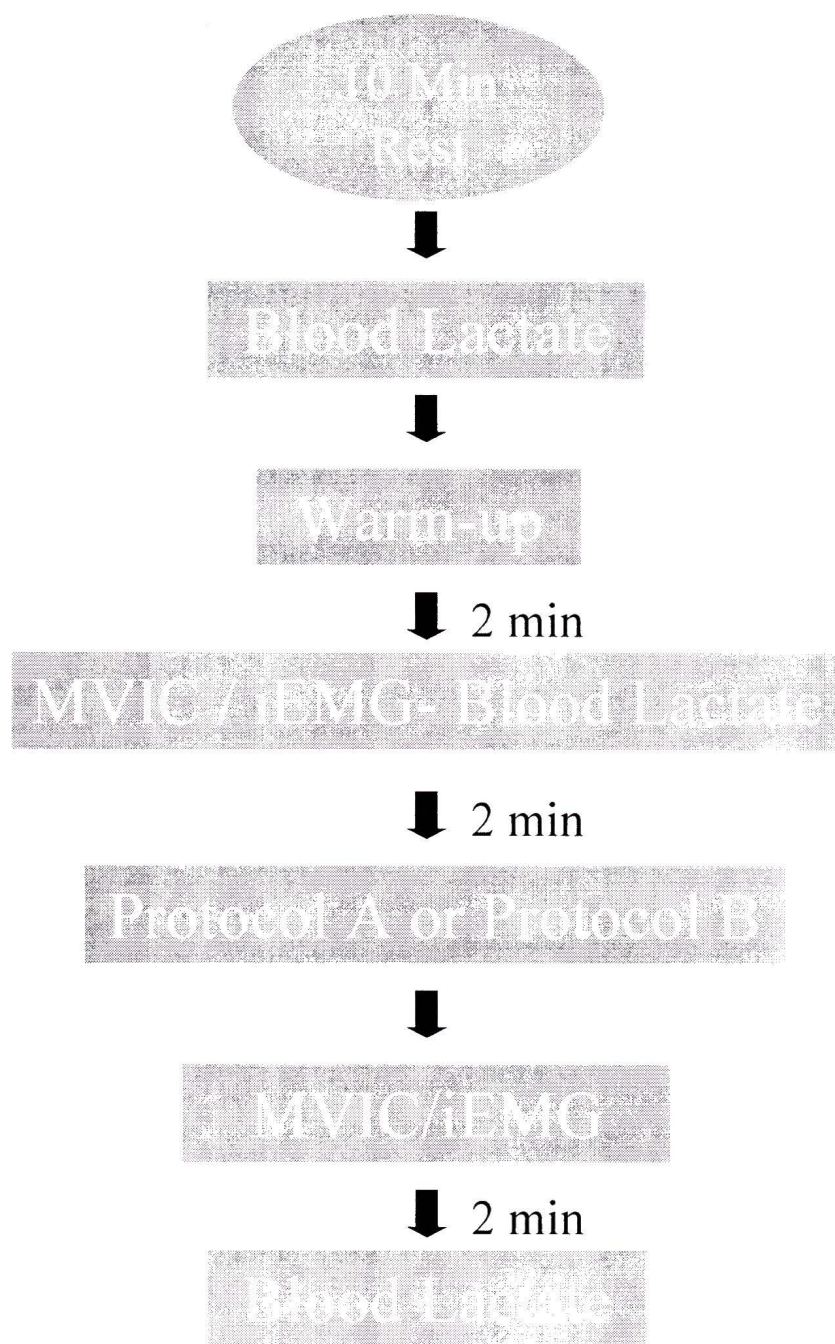 10 Min
Rest
Blood Lactate
Warm-up
2 min
MVIC / iEMG- Blood Lactate
2 min
Protocol A or Protocol B
MVIC/iEMG
2 min
Blood Lactate